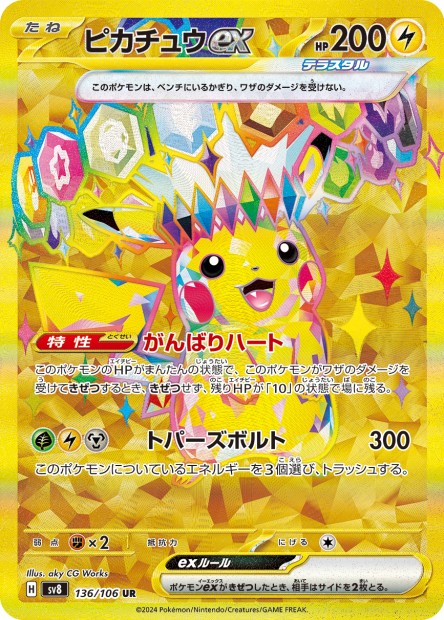 たね ピカチュウex HP200
テラスタル
このポケモンは、ベンチにいるかぎり、ワザのダメージを受けない。
特性 がんばりハート
このポケモンのHPがまんたんの状態で、このポケモンがワザのダメージを
受けてきぜつするとき、きぜつせず、残りHPが「10」の状態で場に残る。
トパーズボルト 300
このポケモンについているエネルギーを3個選び、トラッシュする。
弱点 ×2 抵抗力 にげる
exルール
ポケモンexがきぜつしたとき、相手はサイドを2枚とる。
Illus. aky CG Works
H sv8 136/106 UR
©2024 Pokémon/Nintendo/Creatures/GAME FREAK.